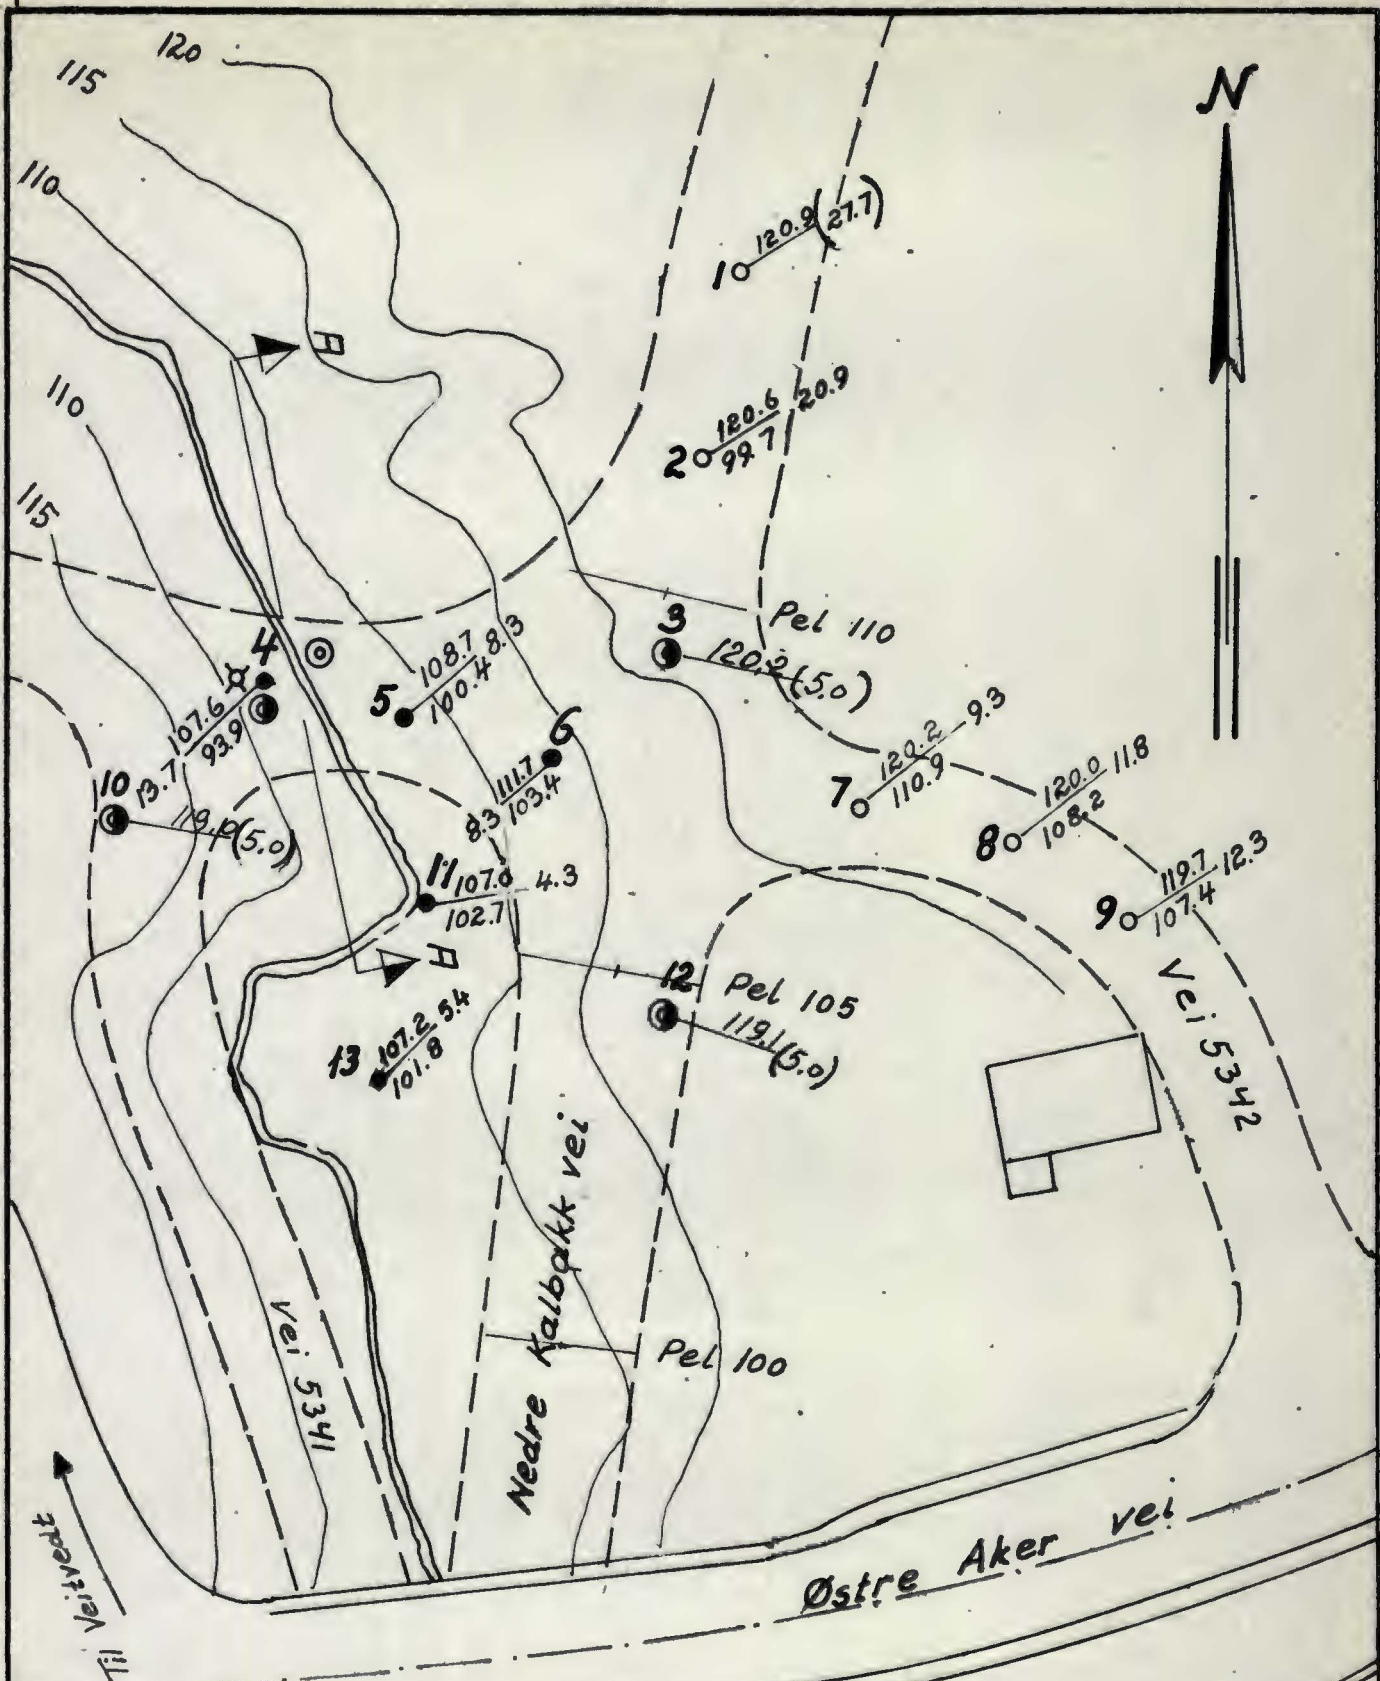 120
115
N
110
120.9 (27.7)
1
A
110
120.6 20.9
2 99.7
115
Pel 110
3
4
108.7 8.3
5 100.4
120.2 (5.0)
6
107.6
13.7 93.9
111.7
8.3 103.4
120.2 9.3
7 110.9
120.0 11.8
8 108.2
10
119.0 (5.0)
11 107.0 4.3
102.7
119.7 12.3
9 107.4
A
12
Pel 105
119.1 (5.0)
107.2 5.4
13 101.8
Vei 5342
Nedre Kalbakk vei
Vei 5341
Pel 100
Østre Aker vei
Til Veitvedt